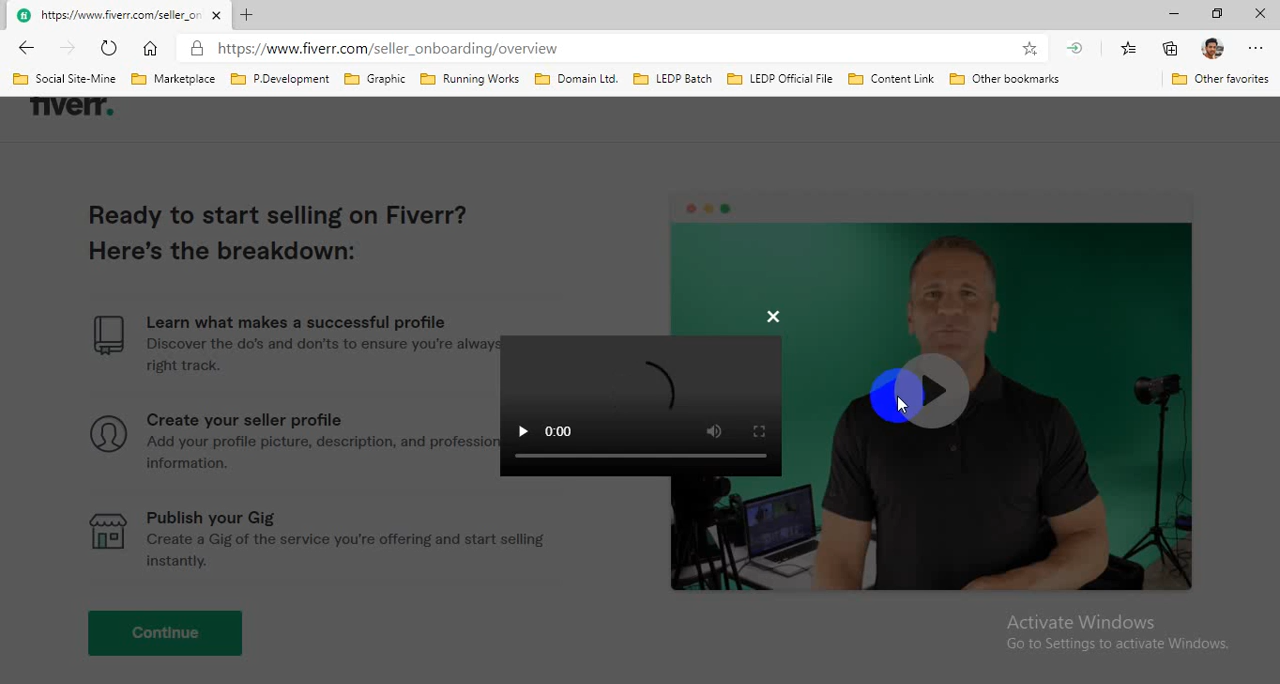 https://www.fiverr.com/seller_on
https://www.fiverr.com/seller_onboarding/overview
Social Site-Mine Marketplace P.Development Graphic Running Works Domain Ltd. LEDP Batch LEDP Official File Content Link Other bookmarks Other favorites
fiverr.
Ready to start selling on Fiverr?
Here's the breakdown:
Learn what makes a successful profile
Discover the do's and don'ts to ensure you're always
right track.
Create your seller profile
Add your profile picture, description, and profession
information.
0:00
Publish your Gig
Create a Gig of the service you're offering and start selling
instantly.
Continue
Activate Windows
Go to Settings to activate Windows.